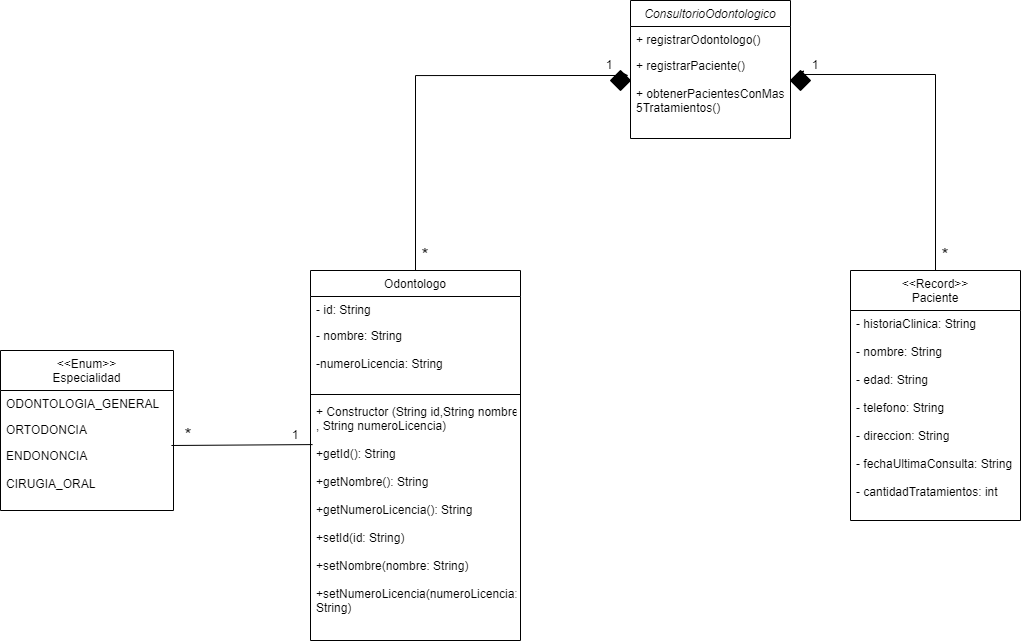 ConsultorioOdontologico
+ registrarOdontologo()
+ registrarPaciente()
+ obtenerPacientesConMas
5Tratamientos()
1
1
*
*
Odontologo
- id: String
- nombre: String
-numeroLicencia: String
+ Constructor (String id,String nombre
, String numeroLicencia)
+getId(): String
+getNombre(): String
+getNumeroLicencia(): String
+setId(id: String)
+setNombre(nombre: String)
+setNumeroLicencia(numeroLicencia:
String)
<<Record>>
Paciente
- historiaClinica: String
- nombre: String
- edad: String
- telefono: String
- direccion: String
- fechaUltimaConsulta: String
- cantidadTratamientos: int
<<Enum>>
Especialidad
ODONTOLOGIA_GENERAL
ORTODONCIA
ENDONONCIA
CIRUGIA_ORAL
*
1